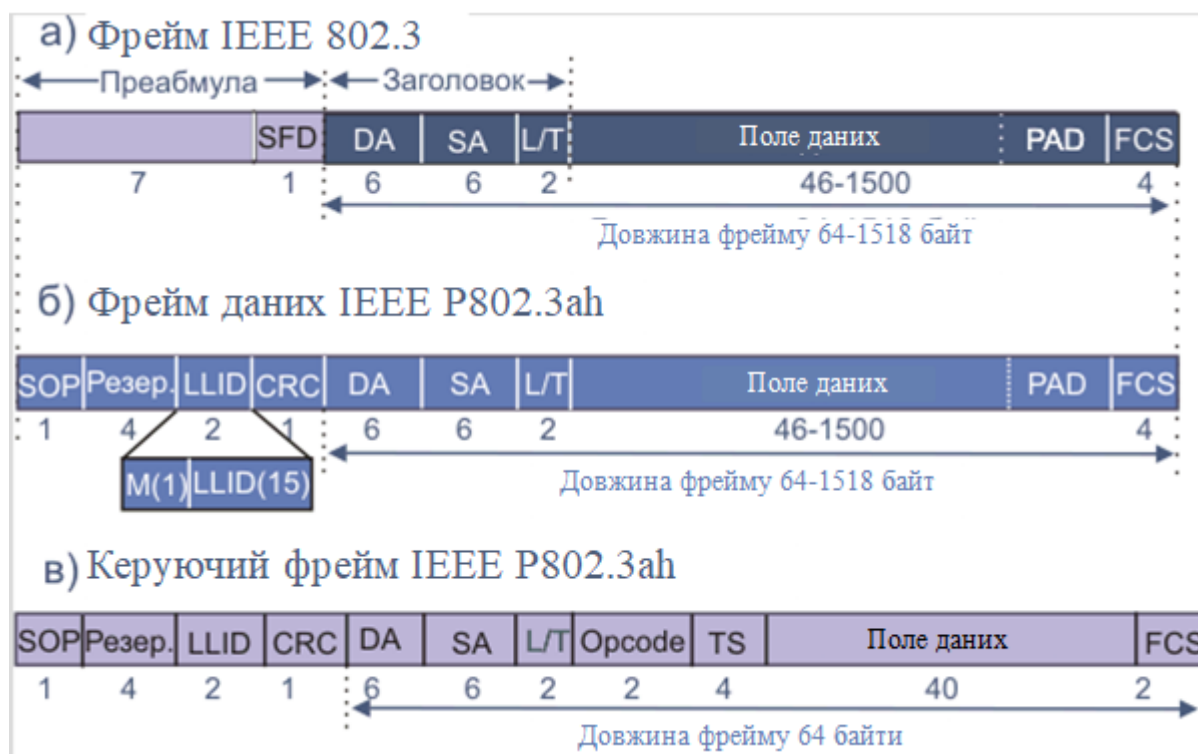 а) Фрейм IEEE 802.3
Преабмула Заголовок
SFD DA SA L/T Поле даних PAD FCS
7 1 6 6 2 46-1500 4
Довжина фрейму 64-1518 байт
б) Фрейм даних IEEE P802.3ah
SOP Резер. LLID CRC DA SA L/T Поле даних PAD FCS
1 4 2 1 6 6 2 46-1500 4
M(1) LLID(15)
Довжина фрейму 64-1518 байт
в) Керуючий фрейм IEEE P802.3ah
SOP Резер. LLID CRC DA SA L/T Opcode TS Поле даних FCS
1 4 2 1 6 6 2 2 4 40 2
Довжина фрейму 64 байти